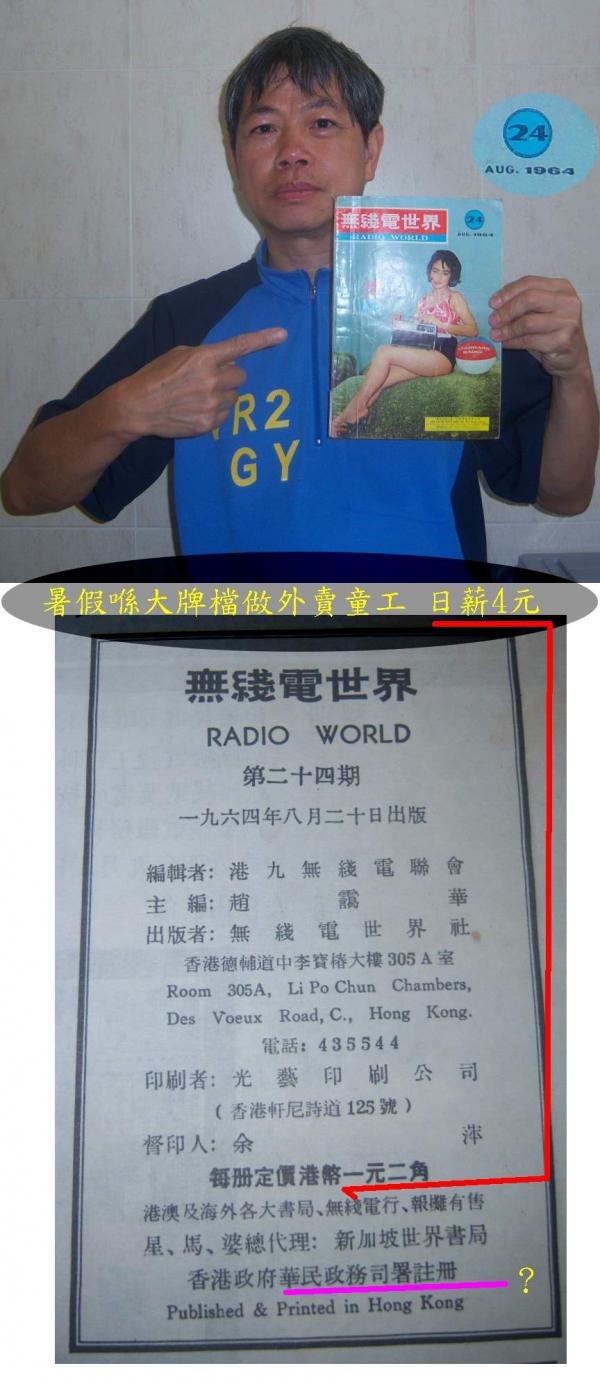 24
AUG. 1964
無綫電世界
RADIO WORLD
24
AUG. 1964
STANDARD
RADIO
VR2
GY
暑假喺大牌檔做外賣童工 日薪4元
無綫電世界
RADIO WORLD
第二十四期
一九六四年八月二十日出版
編輯者: 港九無綫電聯會
主編: 趙靄華
出版者: 無綫電世界社
香港德輔道中李寶椿大樓 305 A 室
Room 305A, Li Po Chun Chambers,
Des Voeux Road, C., Hong Kong.
電話: 435544
印刷者: 光藝印刷公司
( 香港軒尼詩道 125 號 )
督印人: 余萍
每册定價港幣一元二角
港澳及海外各大書局、無綫電行、報攤有售
星、馬、婆總代理: 新加坡世界書局
香港政府華民政務司署註冊 ?
Published & Printed in Hong Kong